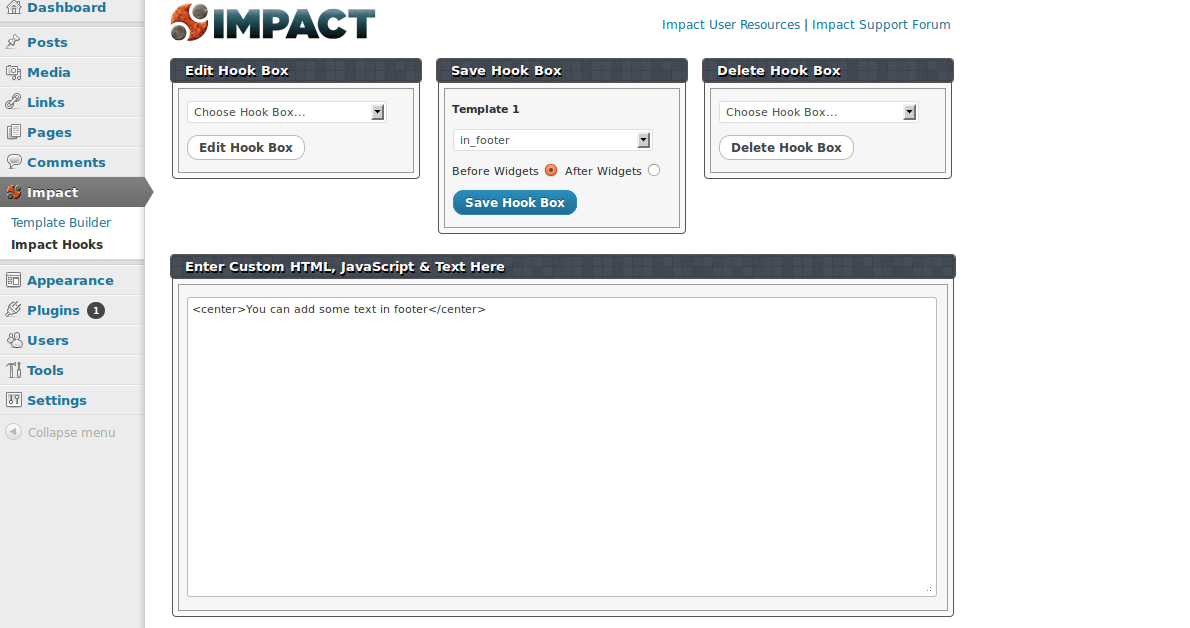 Dashboard
Posts
Media
Links
Pages
Comments
Impact
Template Builder
Impact Hooks
Appearance
Plugins 1
Users
Tools
Settings
Collapse menu
IMPACT
Impact User Resources | Impact Support Forum
Edit Hook Box
Choose Hook Box...
Edit Hook Box
Save Hook Box
Template 1
in_footer
Before Widgets After Widgets
Save Hook Box
Delete Hook Box
Choose Hook Box...
Delete Hook Box
Enter Custom HTML, JavaScript & Text Here
<center>You can add some text in footer</center>